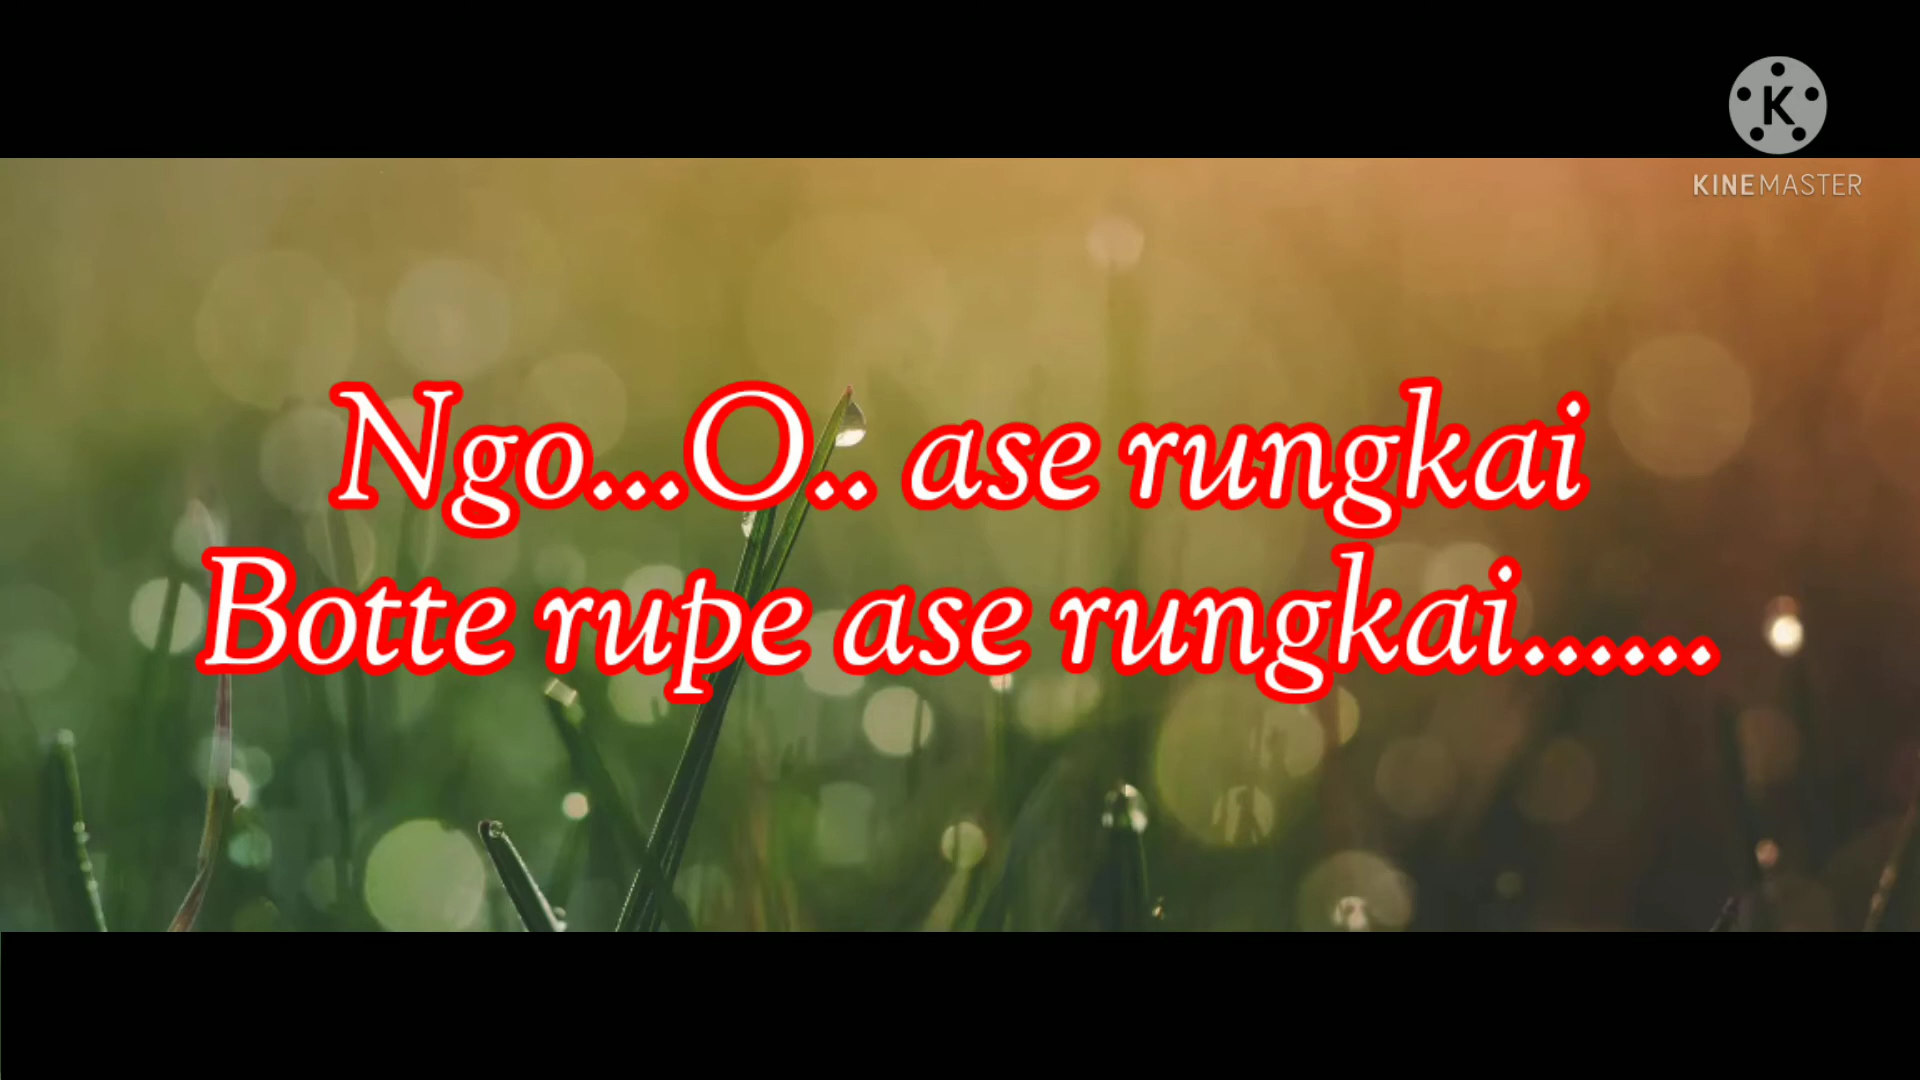 K
KINEMASTER
Ngo...O.. ase rungkai
Botte rupe ase rungkai......